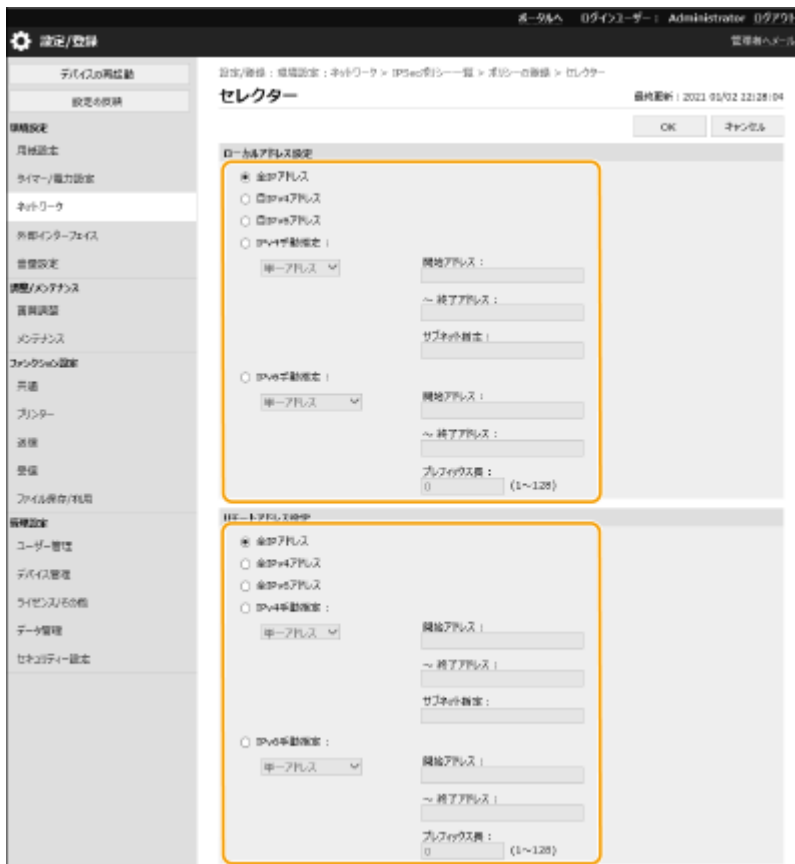 ポータルへ ログインユーザー： Administrator ログアウト
設定/登録
管理者へメール
デバイスの再起動
設定の反映
環境設定
用紙設定
タイマー/電力設定
ネットワーク
外部インターフェイス
音量設定
調整/メンテナンス
画質調整
メンテナンス
ファンクション設定
共通
プリンター
送信
受信
ファイル保存/利用
管理設定
ユーザー管理
デバイス管理
ライセンス/その他
データ管理
セキュリティー設定
設定/登録 : 環境設定 : ネットワーク > IPSecポリシー一覧 > ポリシーの登録 > セレクター
セレクター
最終更新 : 2021 01/02 22:28:04
OK キャンセル
ローカルアドレス設定
全IPアドレス
自IPv4アドレス
自IPv6アドレス
IPv4手動指定 :
単一アドレス
開始アドレス :
～ 終了アドレス :
サブネット指定 :
IPv6手動指定 :
単一アドレス
開始アドレス :
～ 終了アドレス :
プレフィックス長 :
0 (1～128)
リモートアドレス設定
全IPアドレス
全IPv4アドレス
全IPv6アドレス
IPv4手動指定 :
単一アドレス
開始アドレス :
～ 終了アドレス :
サブネット指定 :
IPv6手動指定 :
単一アドレス
開始アドレス :
～ 終了アドレス :
プレフィックス長 :
0 (1～128)